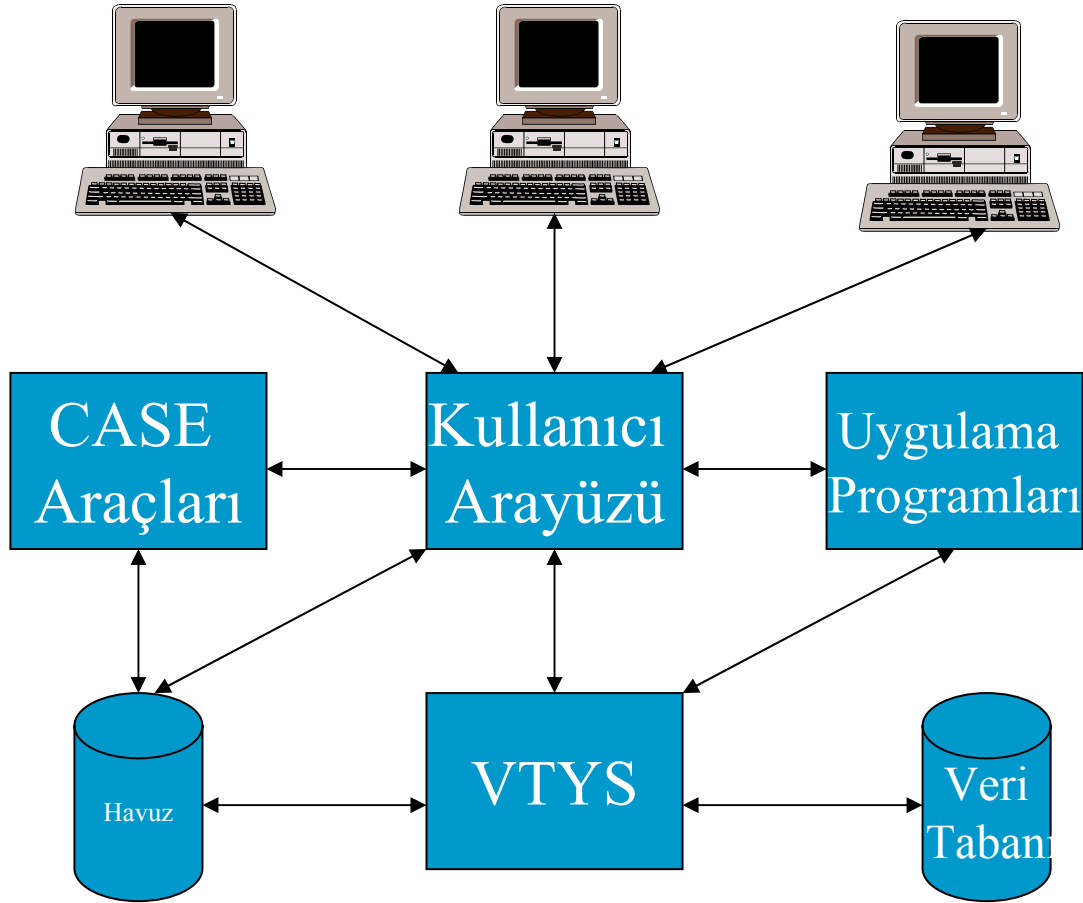 CASE
Araçları
Kullanıcı
Arayüzü
Uygulama
Programları
Havuz
VTYS
Veri
Tabanı